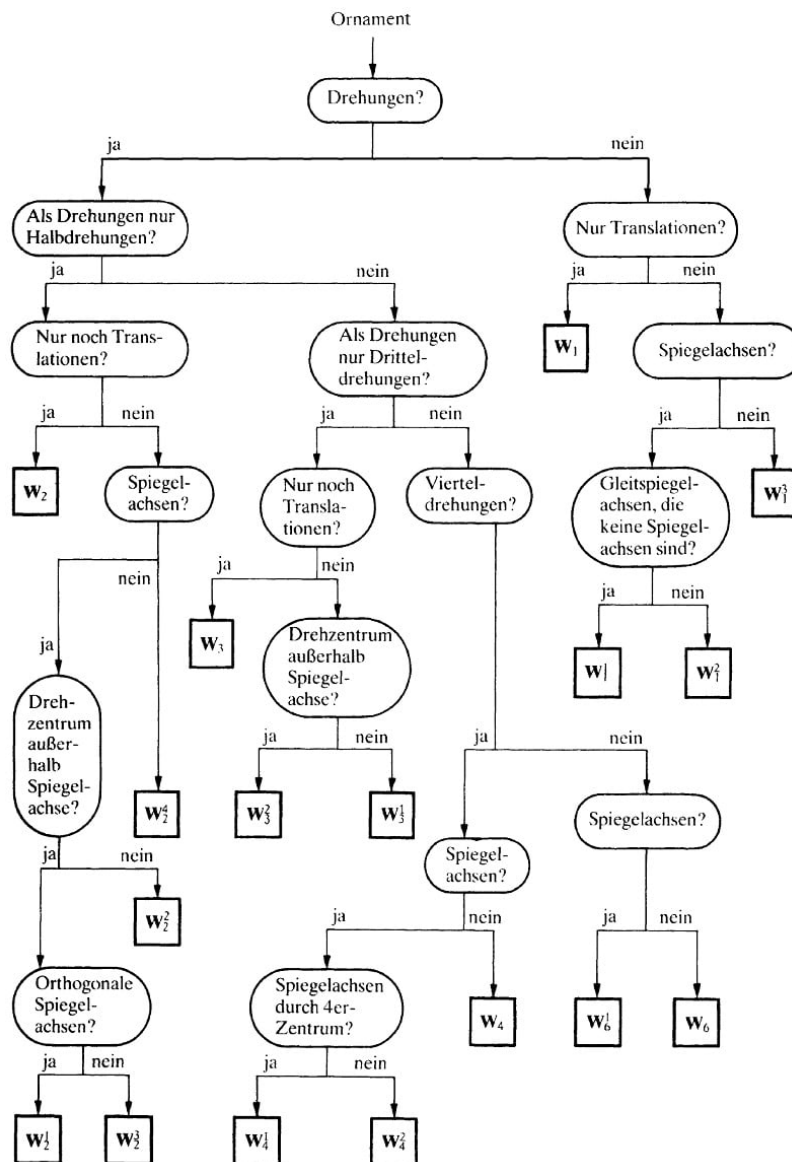 Ornament
Drehungen?
ja
nein
Als Drehungen nur
Halbdrehungen?
Nur Translationen?
ja
nein
ja
nein
Nur noch Trans-
lationen?
Als Drehungen
nur Drittel-
drehungen?
W₁
Spiegelachsen?
ja
nein
ja
nein
ja
nein
W₂
Spiegel-
achsen?
Nur noch
Transla-
tionen?
Viertel-
drehungen?
Gleitspiegel-
achsen, die
keine Spiegel-
achsen sind?
W₁³
ja
nein
ja
nein
ja
nein
W₃
Drehzentrum
außerhalb
Spiegel-
achse?
W₁¹
W₁²
Dreh-
zentrum
außer-
halb
Spiegel-
achse?
ja
nein
ja
nein
W₂⁴
W₃²
W₃¹
Spiegelachsen?
ja
nein
Spiegel-
achsen?
W₂²
ja
nein
ja
nein
Orthogonale
Spiegel-
achsen?
Spiegelachsen
durch 4er-
Zentrum?
W₄
W₆¹
W₆
ja
nein
ja
nein
W₂¹
W₂³
W₄¹
W₄²